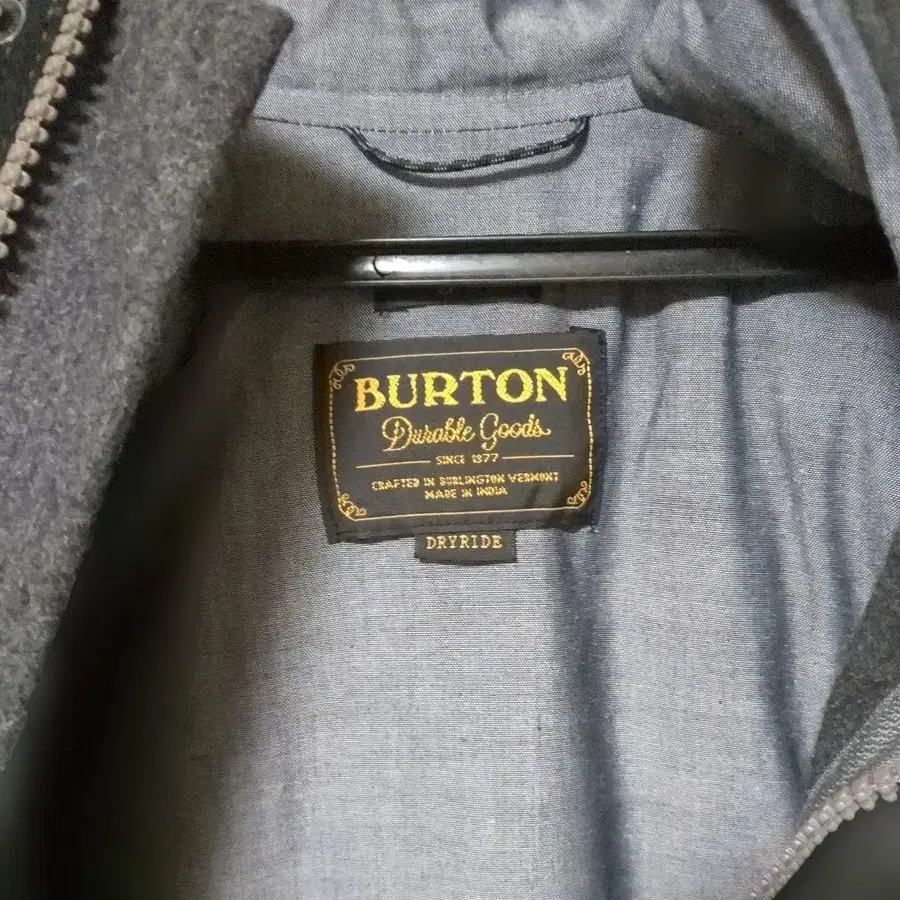 BURTON
Durable Goods
SINCE 1977
CRAFTED IN BURLINGTON VERMONT
MADE IN INDIA
DRYRIDE